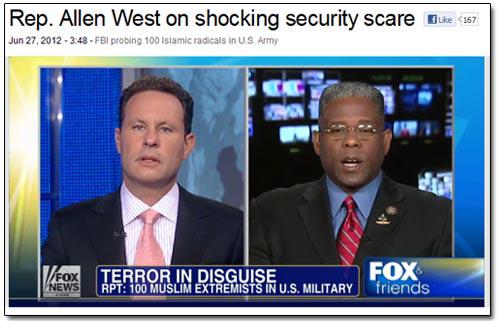 Rep. Allen West on shocking security scare
Like 167
Jun 27, 2012 - 3:48 - FBI probing 100 Islamic radicals in U.S. Army
FOX
NEWS
.com
TERROR IN DISGUISE
RPT: 100 MUSLIM EXTREMISTS IN U.S. MILITARY
FOX
& friends